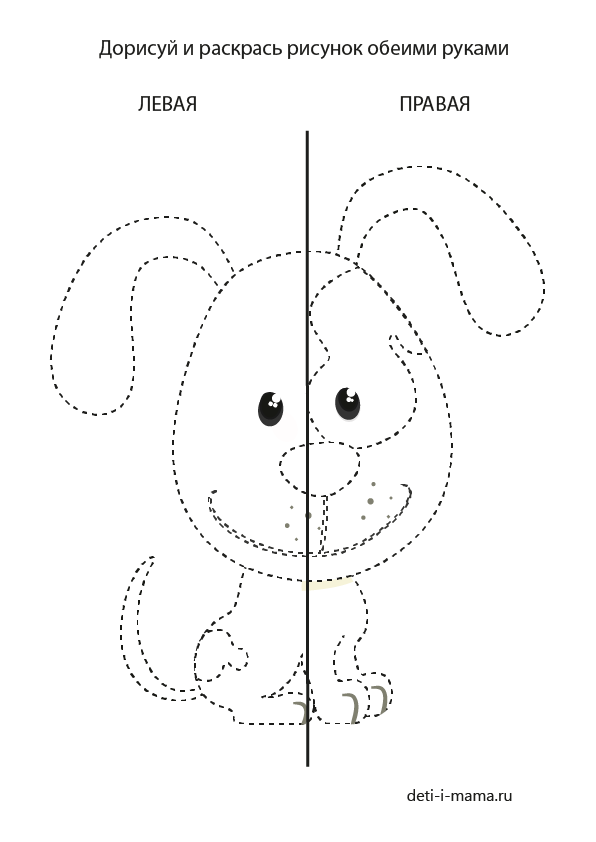 Дорисуй и раскрась рисунок обеими руками
ЛЕВАЯ
ПРАВАЯ
deti-i-mama.ru